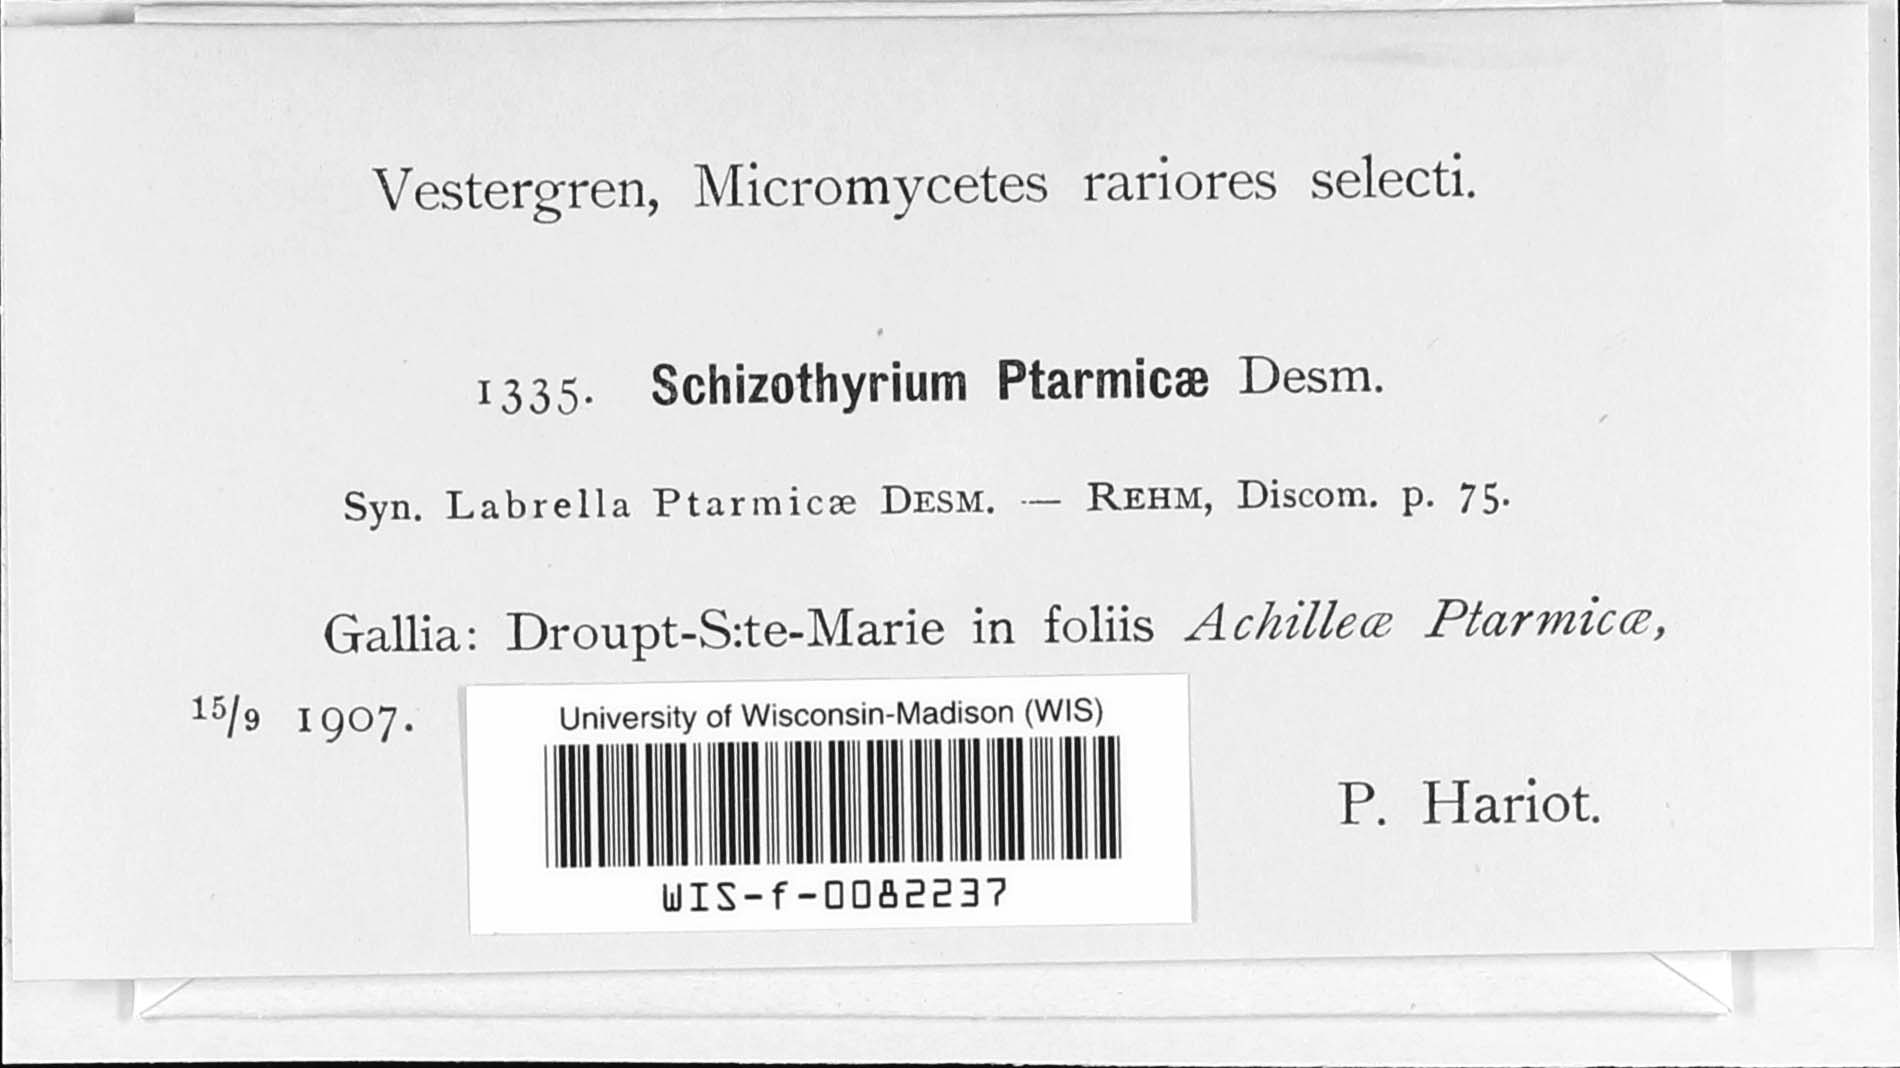 Vestergren, Micromycetes rariores selecti.
1335. Schizothyrium Ptarmicæ Desm.
Syn. Labrella Ptarmicæ DESM. — REHM, Discom. p. 75.
Gallia: Droupt-S:te-Marie in foliis Achilleæ Ptarmicæ,
15/9 1907.
University of Wisconsin-Madison (WIS)
WIS-f-0082237
P. Hariot.